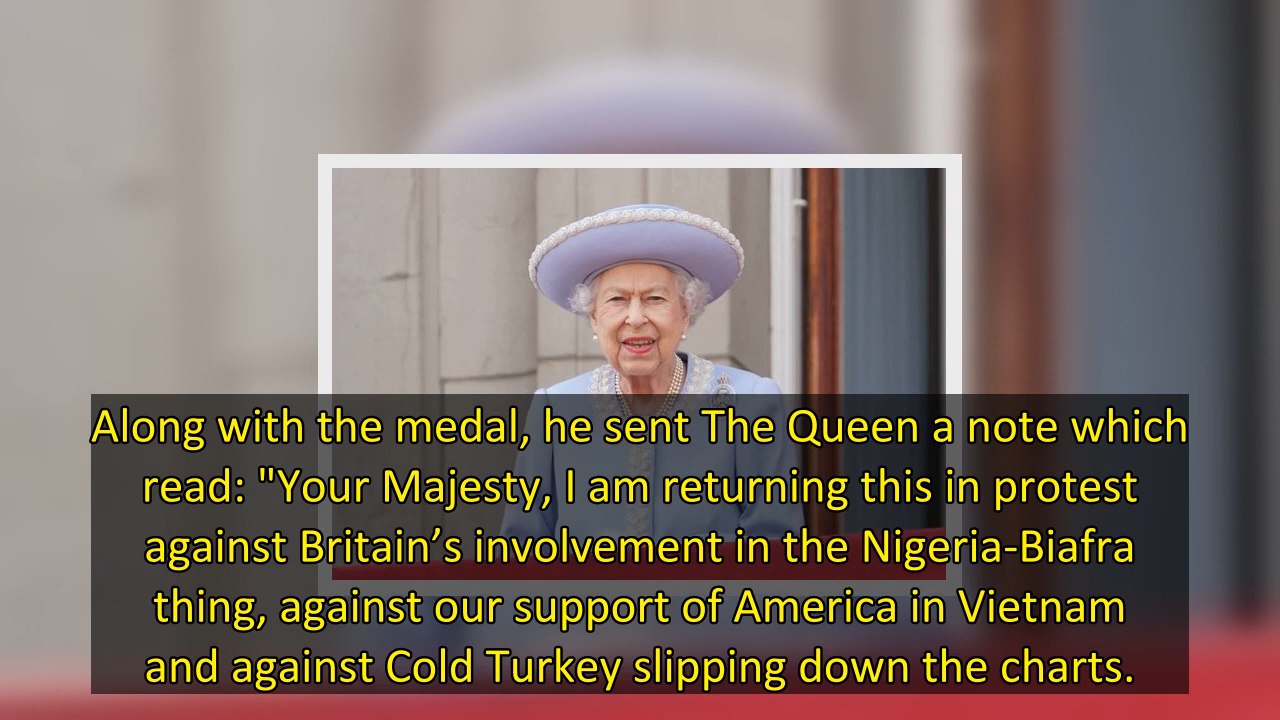 Along with the medal, he sent The Queen a note which
read: "Your Majesty, I am returning this in protest
against Britain’s involvement in the Nigeria-Biafra
thing, against our support of America in Vietnam
and against Cold Turkey slipping down the charts.